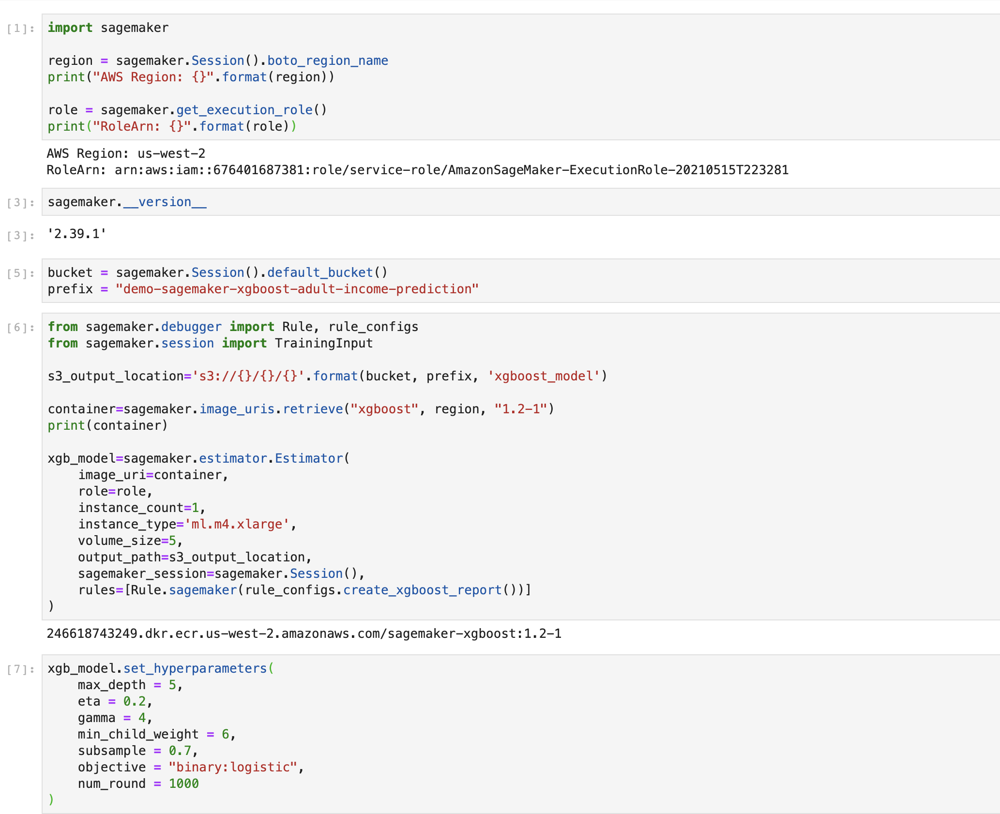 [1]: import sagemaker
region = sagemaker.Session().boto_region_name
print("AWS Region: {}".format(region))
role = sagemaker.get_execution_role()
print("RoleArn: {}".format(role))
AWS Region: us-west-2
RoleArn: arn:aws:iam::676401687381:role/service-role/AmazonSageMaker-ExecutionRole-20210515T223281
[3]: sagemaker.__version__
[3]: '2.39.1'
[5]: bucket = sagemaker.Session().default_bucket()
prefix = "demo-sagemaker-xgboost-adult-income-prediction"
[6]: from sagemaker.debugger import Rule, rule_configs
from sagemaker.session import TrainingInput
s3_output_location='s3://{}/{}/{}'.format(bucket, prefix, 'xgboost_model')
container=sagemaker.image_uris.retrieve("xgboost", region, "1.2-1")
print(container)
xgb_model=sagemaker.estimator.Estimator(
    image_uri=container,
    role=role,
    instance_count=1,
    instance_type='ml.m4.xlarge',
    volume_size=5,
    output_path=s3_output_location,
    sagemaker_session=sagemaker.Session(),
    rules=[Rule.sagemaker(rule_configs.create_xgboost_report())]
)
246618743249.dkr.ecr.us-west-2.amazonaws.com/sagemaker-xgboost:1.2-1
[7]: xgb_model.set_hyperparameters(
    max_depth = 5,
    eta = 0.2,
    gamma = 4,
    min_child_weight = 6,
    subsample = 0.7,
    objective = "binary:logistic",
    num_round = 1000
)